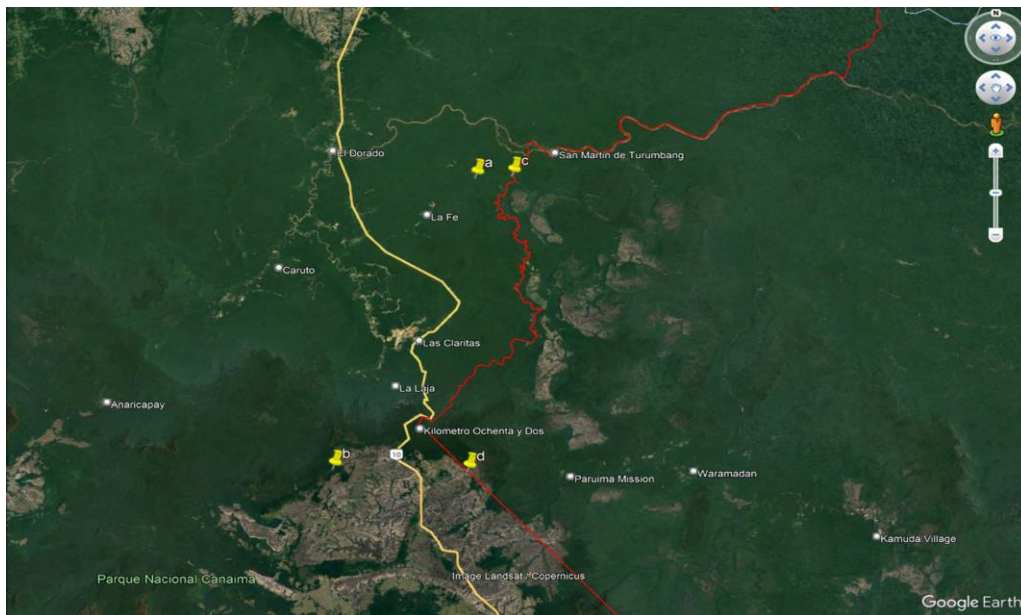 N
El Dorado
a
c
San Martin de Turumbang
La Fe
Caruto
Las Claritas
La Laja
Anaricapay
Kilometro Ochenta y Dos
b
10
d
Paruima Mission
Waramadan
Kamuda Village
Parque Nacional Canaima
Image Landsat / Copernicus
Google Earth